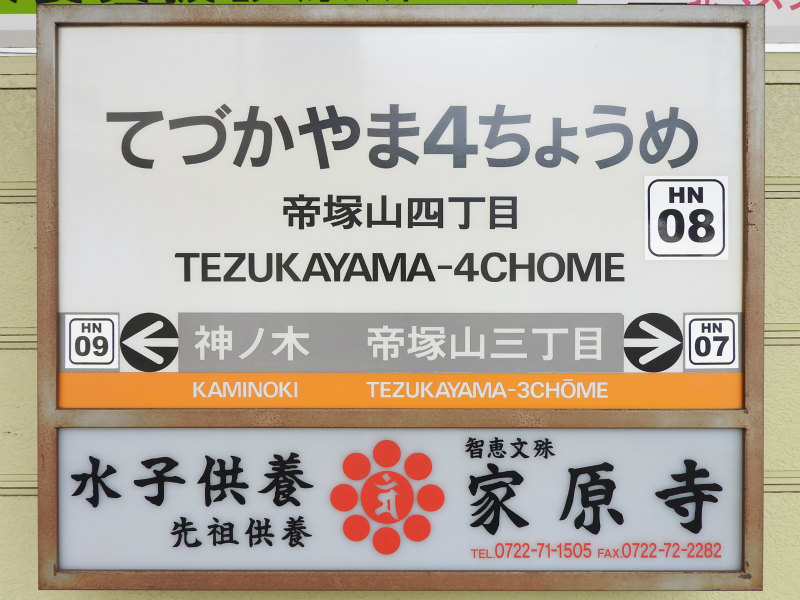 てづかやま4ちょうめ
帝塚山四丁目
HN
08
TEZUKAYAMA-4CHOME
HN
09
神ノ木
帝塚山三丁目
HN
07
KAMINOKI
TEZUKAYAMA-3CHŌME
水子供養
先祖供養
智恵文殊
家原寺
TEL.0722-71-1505 FAX.0722-72-2282